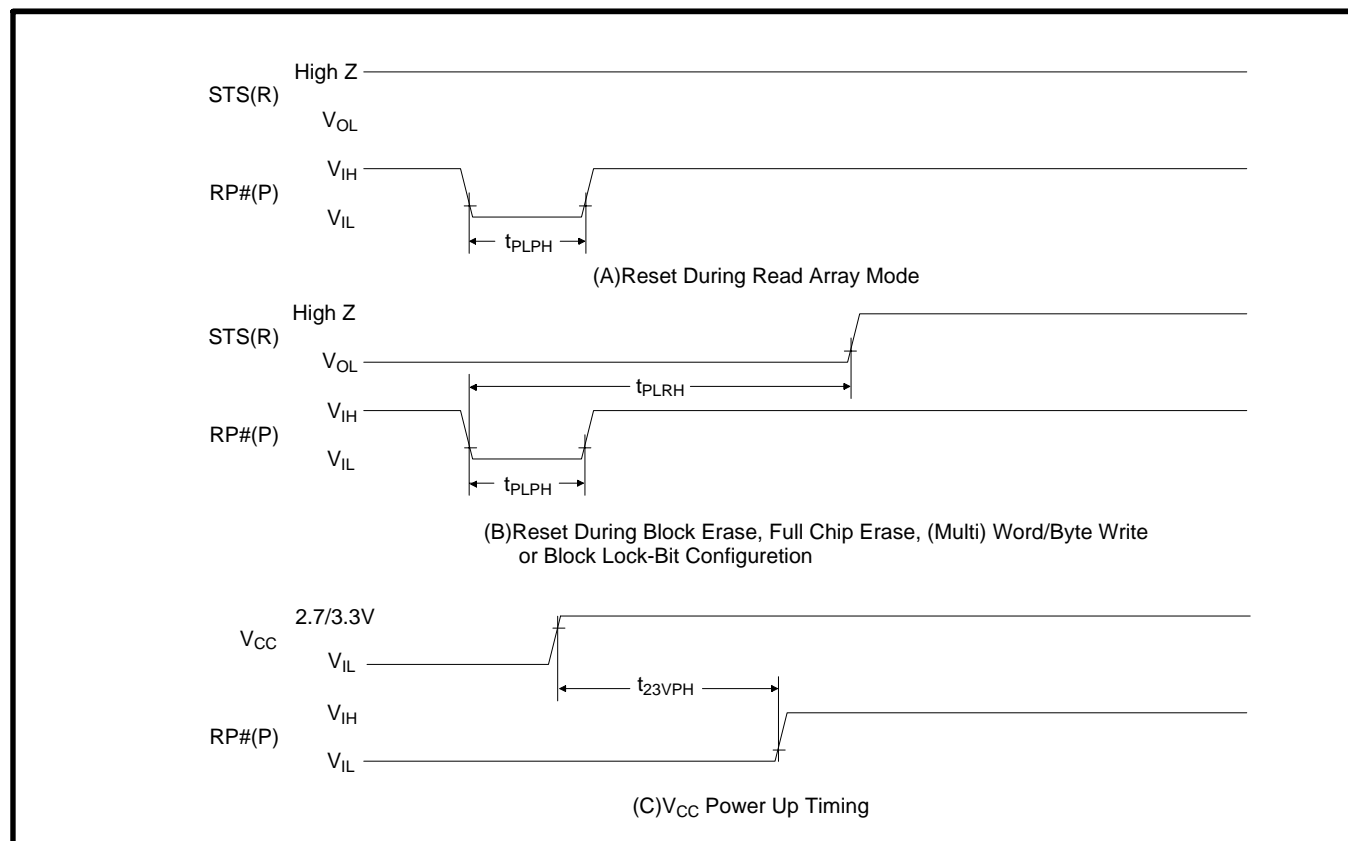 High Z
STS(R)
VOL
VIH
RP#(P)
VIL
tPLPH
(A)Reset During Read Array Mode
High Z
STS(R)
VOL
tPLRH
VIH
RP#(P)
VIL
tPLPH
(B)Reset During Block Erase, Full Chip Erase, (Multi) Word/Byte Write
or Block Lock-Bit Configuretion
2.7/3.3V
VCC
VIL
t23VPH
VIH
RP#(P)
VIL
(C)VCC Power Up Timing